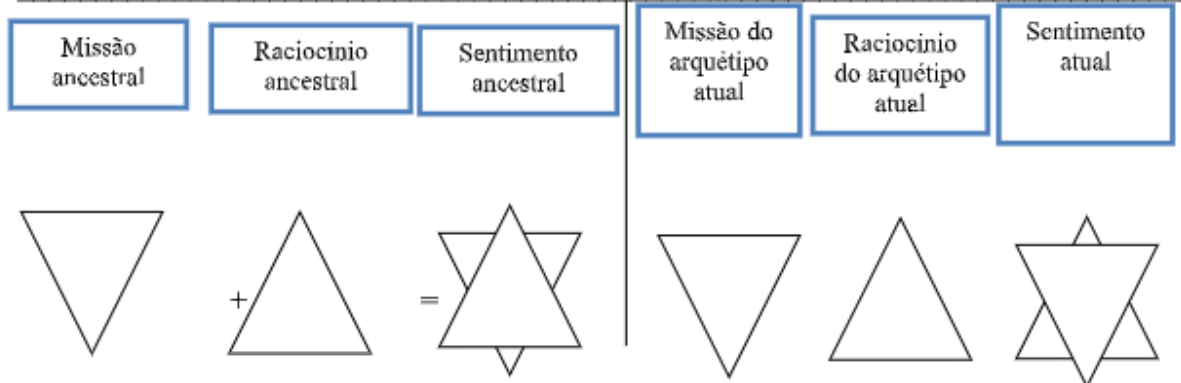 Missão
ancestral
Raciocínio
ancestral
Sentimento
ancestral
Missão do
arquétipo
atual
Raciocínio
do arquétipo
atual
Sentimento
atual
+
=